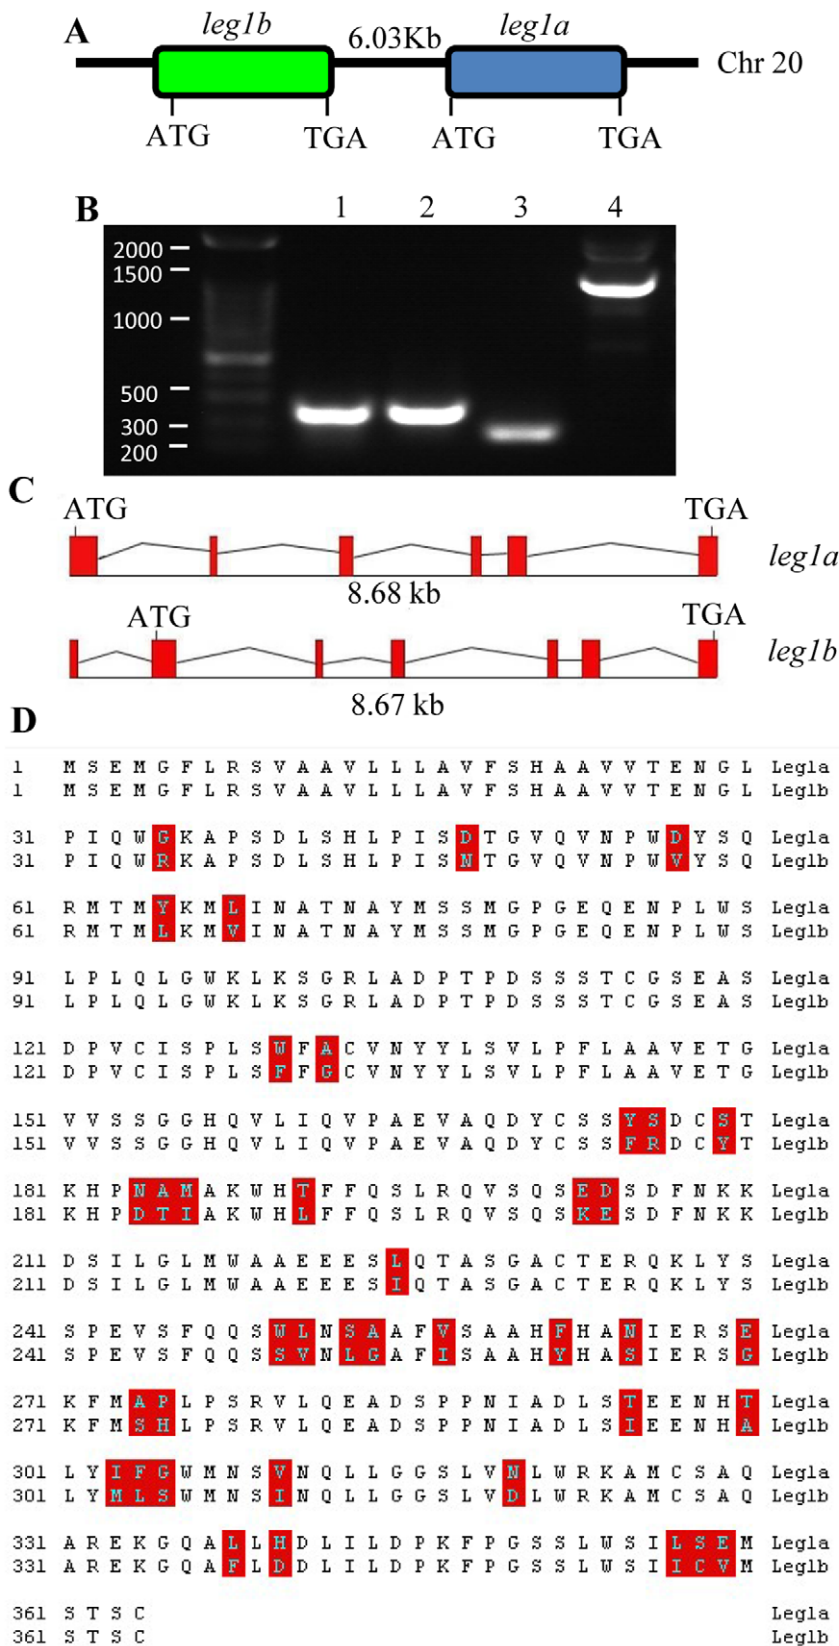 A
leg1b
6.03Kb
leg1a
Chr 20
ATG
TGA
ATG
TGA
B
1 2 3 4
2000
1500
1000
500
300
200
C
ATG
TGA
leg1a
8.68 kb
ATG
TGA
leg1b
8.67 kb
D
1 M S E M G F L R S V A A V L L L A V F S H A A V V T E N G L Leg1a
1 M S E M G F L R S V A A V L L L A V F S H A A V V T E N G L Leg1b
31 P I Q W G K A P S D L S H L P I S D T G V Q V N P W D Y S Q Leg1a
31 P I Q W R K A P S D L S H L P I S N T G V Q V N P W V Y S Q Leg1b
61 R M T M Y K M L I N A T N A Y M S S M G P G E Q E N P L W S Leg1a
61 R M T M L K M V I N A T N A Y M S S M G P G E Q E N P L W S Leg1b
91 L P L Q L G W K L K S G R L A D P T P D S S S T C G S E A S Leg1a
91 L P L Q L G W K L K S G R L A D P T P D S S S T C G S E A S Leg1b
121 D P V C I S P L S W F A C V N Y Y L S V L P F L A A V E T G Leg1a
121 D P V C I S P L S F F G C V N Y Y L S V L P F L A A V E T G Leg1b
151 V V S S G G H Q V L I Q V P A E V A Q D Y C S S Y S D C S T Leg1a
151 V V S S G G H Q V L I Q V P A E V A Q D Y C S S F R D C Y T Leg1b
181 K H P N A M A K W H T F F Q S L R Q V S Q S E D S D F N K K Leg1a
181 K H P D T I A K W H L F F Q S L R Q V S Q S K E S D F N K K Leg1b
211 D S I L G L M W A A E E E S L Q T A S G A C T E R Q K L Y S Leg1a
211 D S I L G L M W A A E E E S I Q T A S G A C T E R Q K L Y S Leg1b
241 S P E V S F Q Q S W L N S A A F V S A A H F H A N I E R S E Leg1a
241 S P E V S F Q Q S S V N L G A F I S A A H Y H A S I E R S G Leg1b
271 K F M A P L P S R V L Q E A D S P P N I A D L S T E E N H T Leg1a
271 K F M S H L P S R V L Q E A D S P P N I A D L S I E E N H A Leg1b
301 L Y I F G W M N S V N Q L L G G S L V N L W R K A M C S A Q Leg1a
301 L Y M L S W M N S I N Q L L G G S L V D L W R K A M C S A Q Leg1b
331 A R E K G Q A L L H D L I L D P K F P G S S L W S I L S E M Leg1a
331 A R E K G Q A F L D D L I L D P K F P G S S L W S I I C V M Leg1b
361 S T S C Leg1a
361 S T S C Leg1b